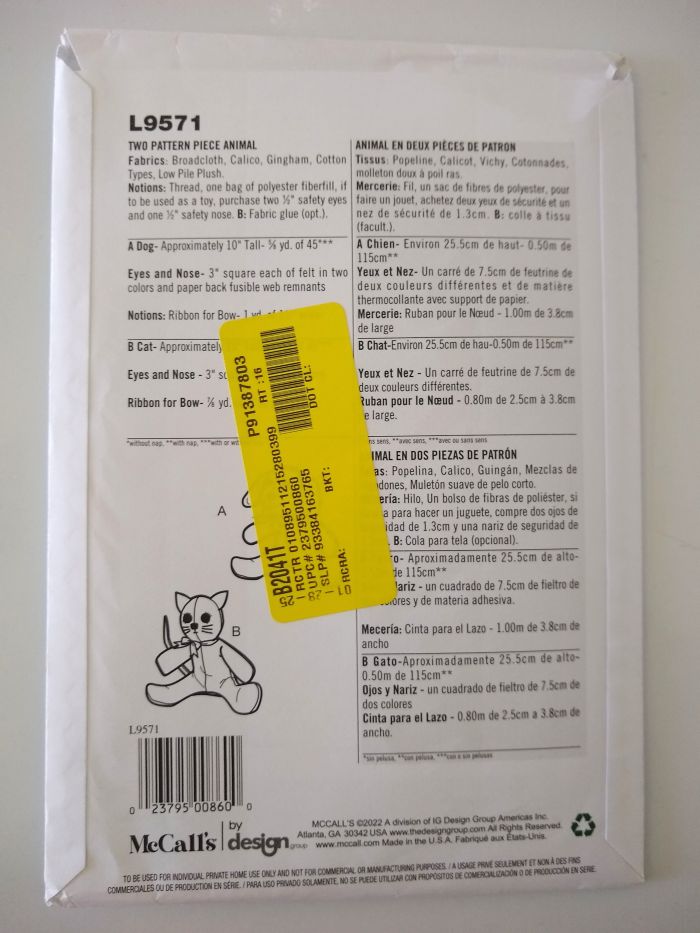 L9571
TWO PATTERN PIECE ANIMAL
Fabrics: Broadcloth, Calico, Gingham, Cotton
Types, Low Pile Plush.
Notions: Thread, one bag of polyester fiberfill, if
to be used as a toy, purchase two ½" safety eyes
and one ½" safety nose. B: Fabric glue (opt.).
A Dog- Approximately 10" Tall- ⅝ yd. of 45"**
Eyes and Nose- 3" square each of felt in two
colors and paper back fusible web remnants
Notions: Ribbon for Bow- 1 yd. of
B Cat- Approximately
Eyes and Nose - 3"
Ribbon for Bow- ⅞ yd.
*without nap, **with nap, ***with or
A
B
ANIMAL EN DEUX PIÈCES DE PATRON
Tissus: Popeline, Calicot, Vichy, Cotonnades,
molleton doux à poil ras.
Mercerie: Fil, un sac de fibres de polyester, pour
faire un jouet, achetez deux yeux de sécurité et un
nez de sécurité de 1.3cm. B: colle à tissu
(facult.).
A Chien- Environ 25.5cm de haut- 0.50m de
115cm**
Yeux et Nez- Un carré de 7.5cm de feutrine de
deux couleurs différentes et de matière
thermocollante avec support de papier.
Mercerie: Ruban pour le Nœud - 1.00m de 3.8cm
de large
B Chat-Environ 25.5cm de hau-0.50m de 115cm**
Yeux et Nez - Un carré de feutrine de 7.5cm de
deux couleurs différentes.
Ruban pour le Nœud - 0.80m de 2.5cm à 3.8cm
de large.
sens, **avec sens, ***avec ou sans sens
EN DOS PIEZAS DE PATRÓN
Popelina, Calico, Guingán, Mezclas de
Muletón suave de pelo corto.
Hilo, Un bolso de fibras de poliéster, si
para hacer un juguete, compre dos ojos de
de 1.3cm y una nariz de seguridad de
B: Cola para tela (opcional).
Aproximadamente 25.5cm de alto-
de 115cm**
- un cuadrado de 7.5cm de fieltro de
y de materia adhesiva.
Mecería: Cinta para el Lazo - 1.00m de 3.8cm de
ancho
B Gato-Aproximadamente 25.5cm de alto-
0.50m de 115cm**
Ojos y Nariz - un cuadrado de fieltro de 7.5cm de
dos colores
Cinta para el Lazo - 0.80m de 2.5cm a 3.8cm de
ancho.
*sin pelusa, **con pelusa, ***con o sin pelusas
P91387803
RT :16
DOT CL:
B2041T
RCTR 01089511215280399
UPC# 2379500860
SLP# 93384163765
BKT:
01 RCRA:
L9571
0 23795 00860 0
McCall's by design group
MCCALL'S ©2022 A division of IG Design Group Americas Inc.
Atlanta, GA 30342 USA www.thedesigngroup.com All Rights Reserved.
www.mccall.com Made in the U.S.A. Fabriqué aux États-Unis.
TO BE USED FOR INDIVIDUAL PRIVATE HOME USE ONLY AND NOT FOR COMMERCIAL OR MANUFACTURING PURPOSES. / A USAGE PRIVÉ SEULEMENT ET NON À DES FINS
COMMERCIALES OU DE PRODUCTION EN SÉRIE. / PARA USO PRIVADO SOLAMENTE, NO SE PUEDE UTILIZAR CON PROPÓSITOS DE COMERCIALIZACIÓN O DE PRODUCCIÓN EN SERIE.